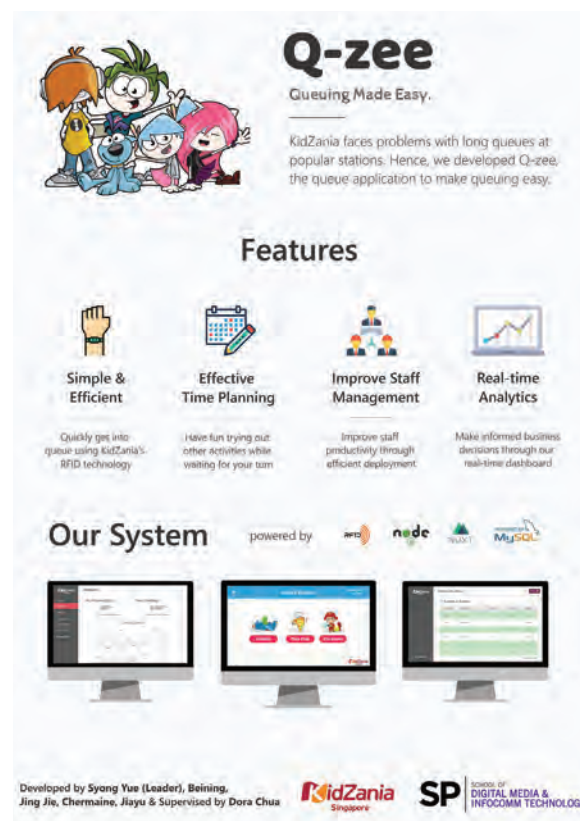 Q-zee
Queuing Made Easy.
KidZania faces problems with long queues at
popular stations. Hence, we developed Q-zee,
the queue application to make queuing easy.
Features
Simple &
Efficient
Quickly get into
queue using KidZania's
RFID technology
Effective
Time Planning
Have fun trying out
other activities while
waiting for your turn
Improve Staff
Management
Improve staff
productivity through
efficient deployment
Real-time
Analytics
Make informed business
decisions through our
real-time dashboard
Our System
powered by
RFID
node
NUXT
MySQL
KidZania
Developed by Syong Yue (Leader), Beining,
Jing Jie, Chermaine, Jiayu & Supervised by Dora Chua
KidZania
Singapore
SP
SCHOOL OF
DIGITAL MEDIA &
INFOCOMM TECHNOLOG